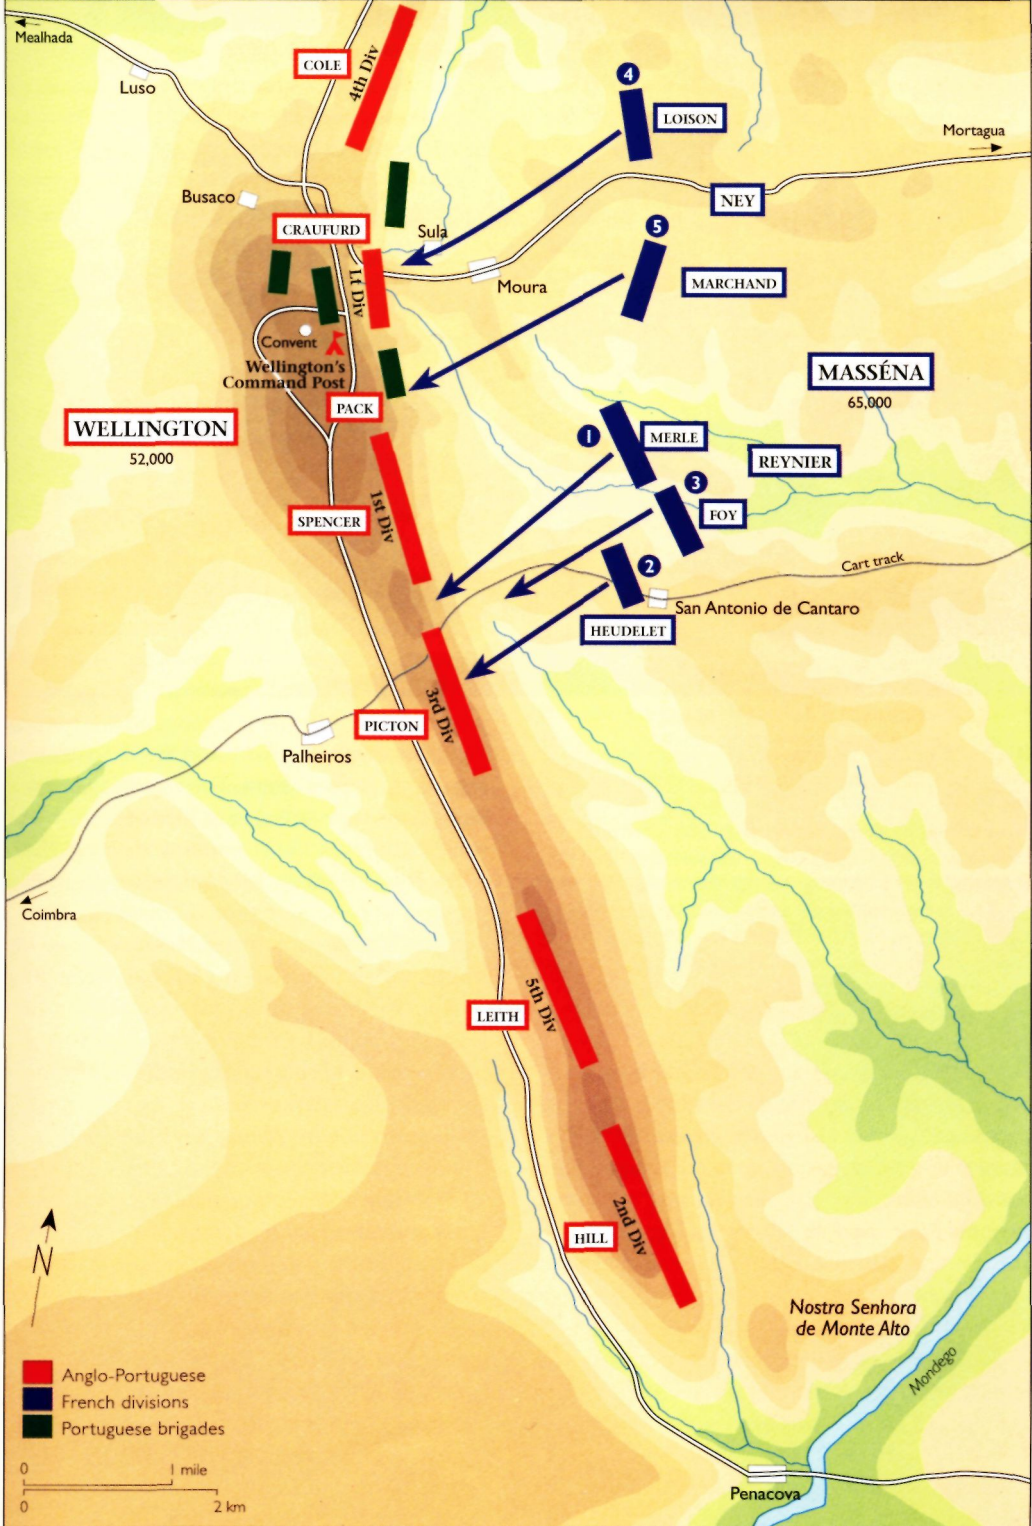 Mealhada
Luso
COLE
4th Div
4
LOISON
Mortagua
Busaco
NEY
CRAUFURD
Sula
5
Lt Div
Moura
MARCHAND
Convent
Wellington's
Command Post
MASSÉNA
65,000
PACK
WELLINGTON
52,000
1
MERLE
REYNIER
3
1st Div
SPENCER
FOY
Cart track
2
San Antonio de Cantaro
HEUDELET
3rd Div
PICTON
Palheiros
Coimbra
5th Div
LEITH
2nd Div
HILL
N
Nostra Senhora
de Monte Alto
Mondego
Anglo-Portuguese
French divisions
Portuguese brigades
0 1 mile
0 2 km
Penacova